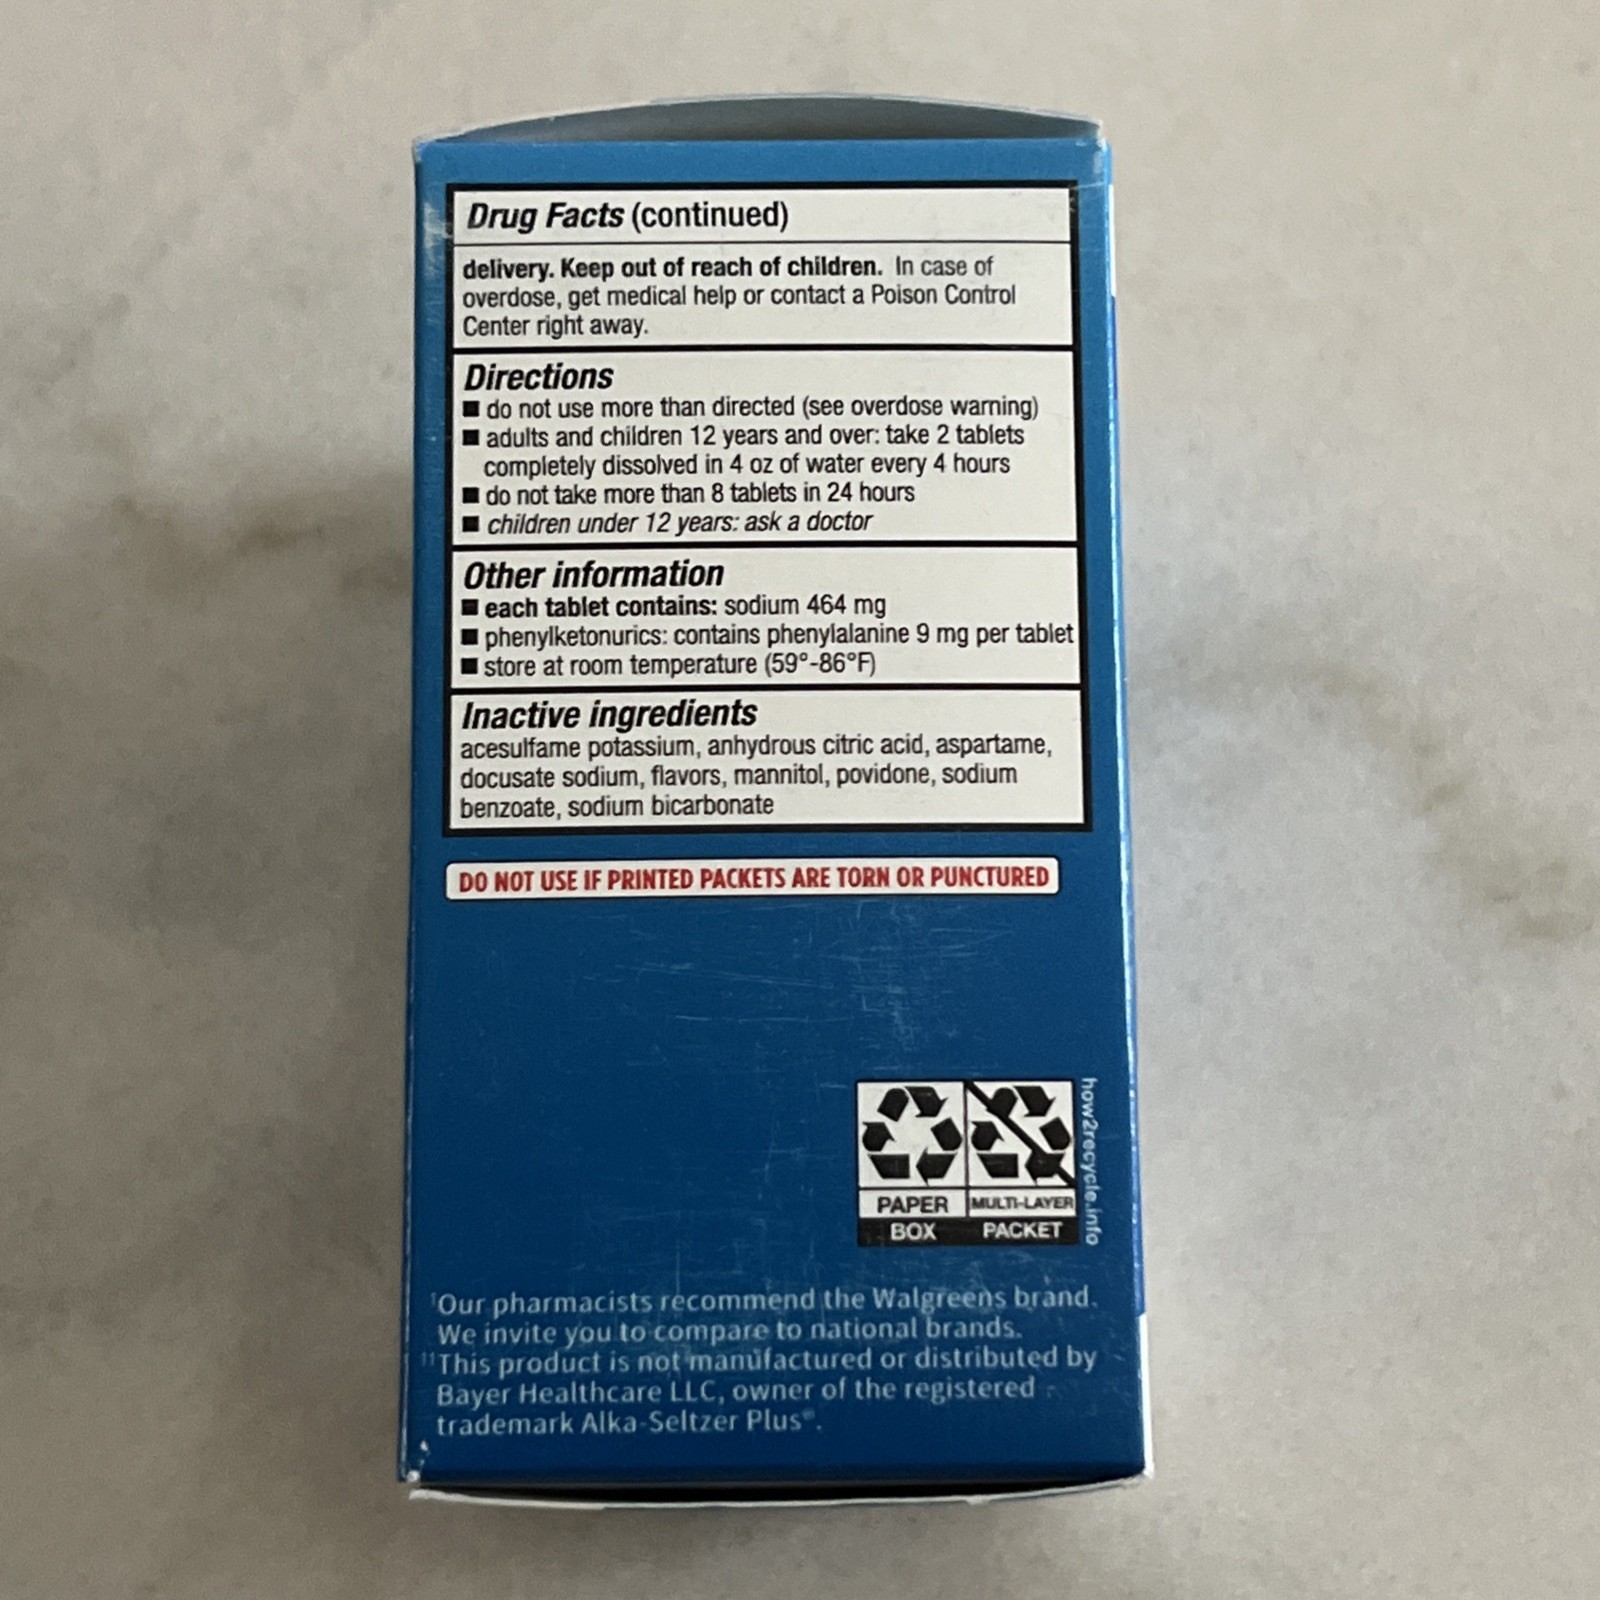 Drug Facts (continued)
delivery. Keep out of reach of children. In case of
overdose, get medical help or contact a Poison Control
Center right away.
Directions
■ do not use more than directed (see overdose warning)
■ adults and children 12 years and over: take 2 tablets
completely dissolved in 4 oz of water every 4 hours
■ do not take more than 8 tablets in 24 hours
■ children under 12 years: ask a doctor
Other information
■ each tablet contains: sodium 464 mg
■ phenylketonurics: contains phenylalanine 9 mg per tablet
■ store at room temperature (59°-86°F)
Inactive ingredients
acesulfame potassium, anhydrous citric acid, aspartame,
docusate sodium, flavors, mannitol, povidone, sodium
benzoate, sodium bicarbonate
DO NOT USE IF PRINTED PACKETS ARE TORN OR PUNCTURED
PAPER MULTI-LAYER
BOX PACKET
how2recycle.info
†Our pharmacists recommend the Walgreens brand.
We invite you to compare to national brands.
††This product is not manufactured or distributed by
Bayer Healthcare LLC, owner of the registered
trademark Alka-Seltzer Plus®.